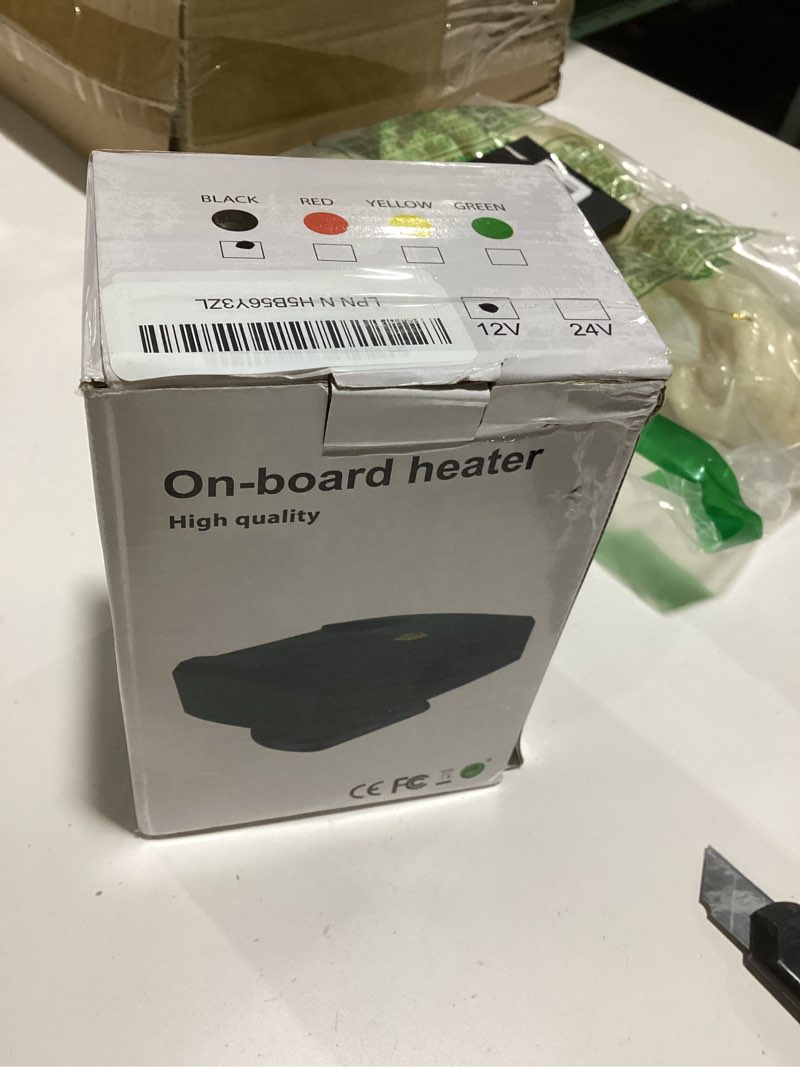 BLACK RED YELLOW GREEN
LPN N H5B56Y3ZL
12V 24V
On-board heater
High quality
CE FC